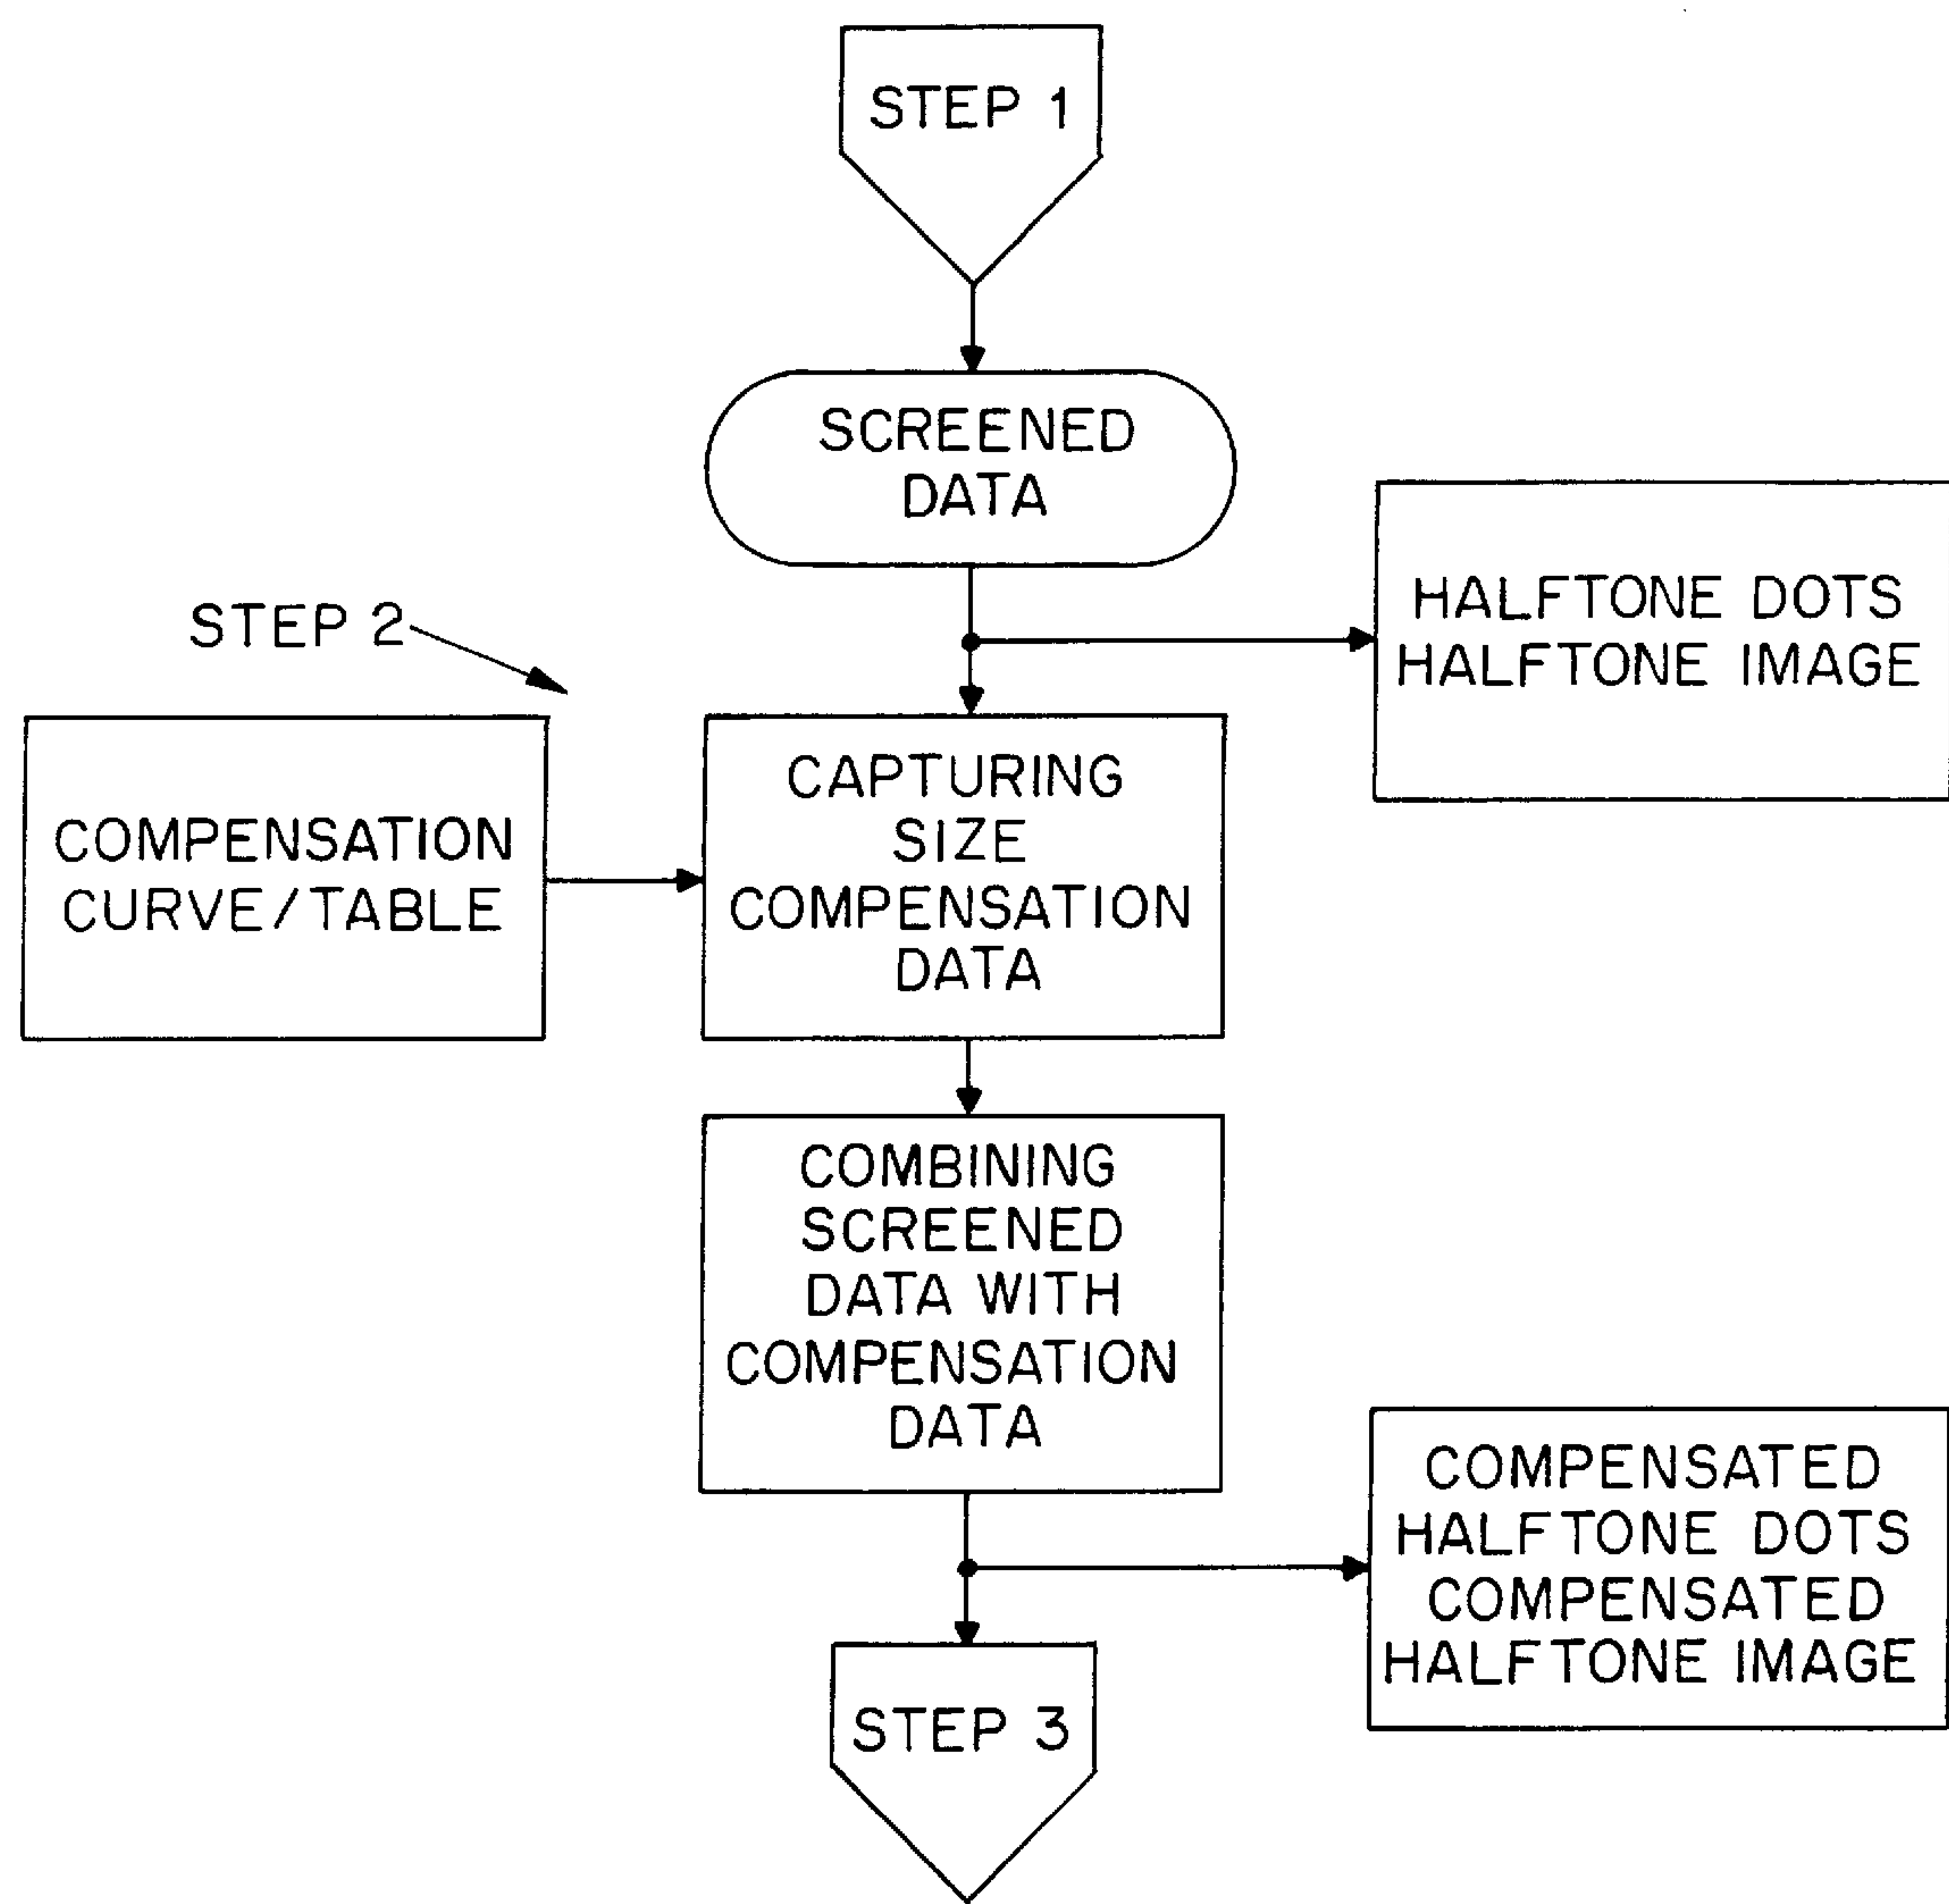 STEP 1
SCREENED
DATA
HALFTONE DOTS
HALFTONE IMAGE
STEP 2
COMPENSATION
CURVE/TABLE
CAPTURING
SIZE
COMPENSATION
DATA
COMBINING
SCREENED
DATA WITH
COMPENSATION
DATA
COMPENSATED
HALFTONE DOTS
COMPENSATED
HALFTONE IMAGE
STEP 3